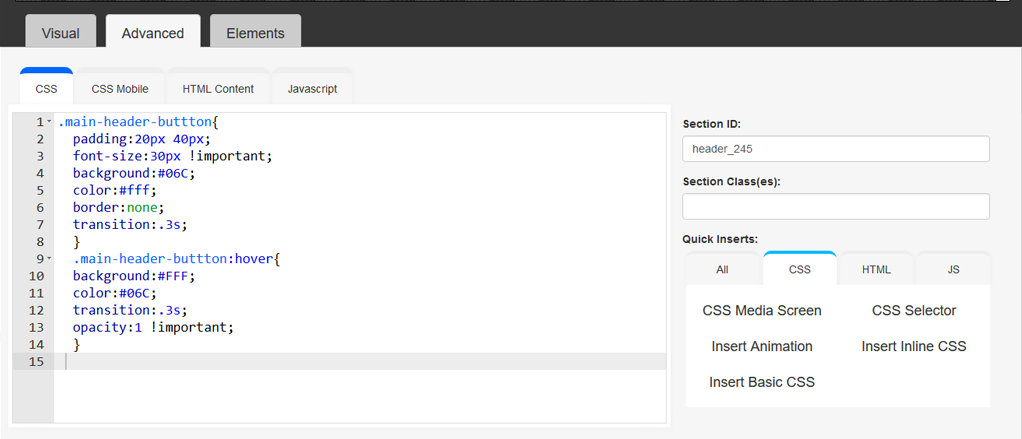 Visual Advanced Elements
CSS CSS Mobile HTML Content Javascript
1 .main-header-buttton{
2 padding:20px 40px;
3 font-size:30px !important;
4 background:#06C;
5 color:#fff;
6 border:none;
7 transition:.3s;
8 }
9 .main-header-buttton:hover{
10 background:#FFF;
11 color:#06C;
12 transition:.3s;
13 opacity:1 !important;
14 }
15
Section ID:
header_245
Section Class(es):
Quick Inserts:
All CSS HTML JS
CSS Media Screen CSS Selector
Insert Animation Insert Inline CSS
Insert Basic CSS